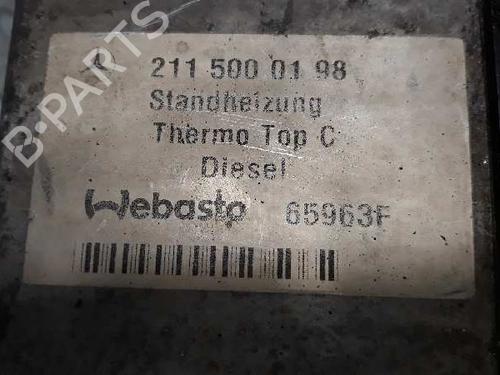 B-PARTS
211 500 01 98
Standheizung
Thermo Top C
Diesel
Webasto 65963F